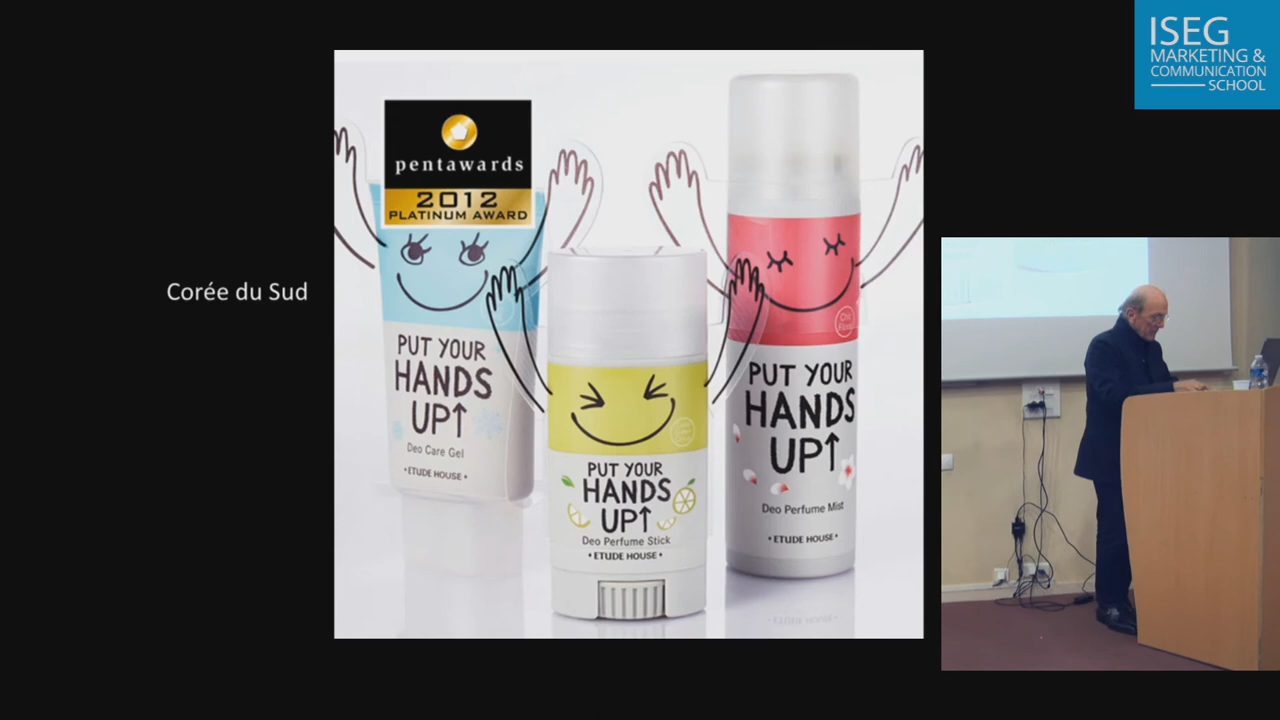 ISEG
MARKETING &
COMMUNICATION
SCHOOL
Corée du Sud
pentawards
2012
PLATINUM AWARD
PUT YOUR
HANDS
UP↑
Deo Care Gel
• ETUDE HOUSE •
PUT YOUR
HANDS
UP↑
Deo Perfume Stick
• ETUDE HOUSE •
PUT YOUR
HANDS
UP↑
Deo Perfume Mist
• ETUDE HOUSE •